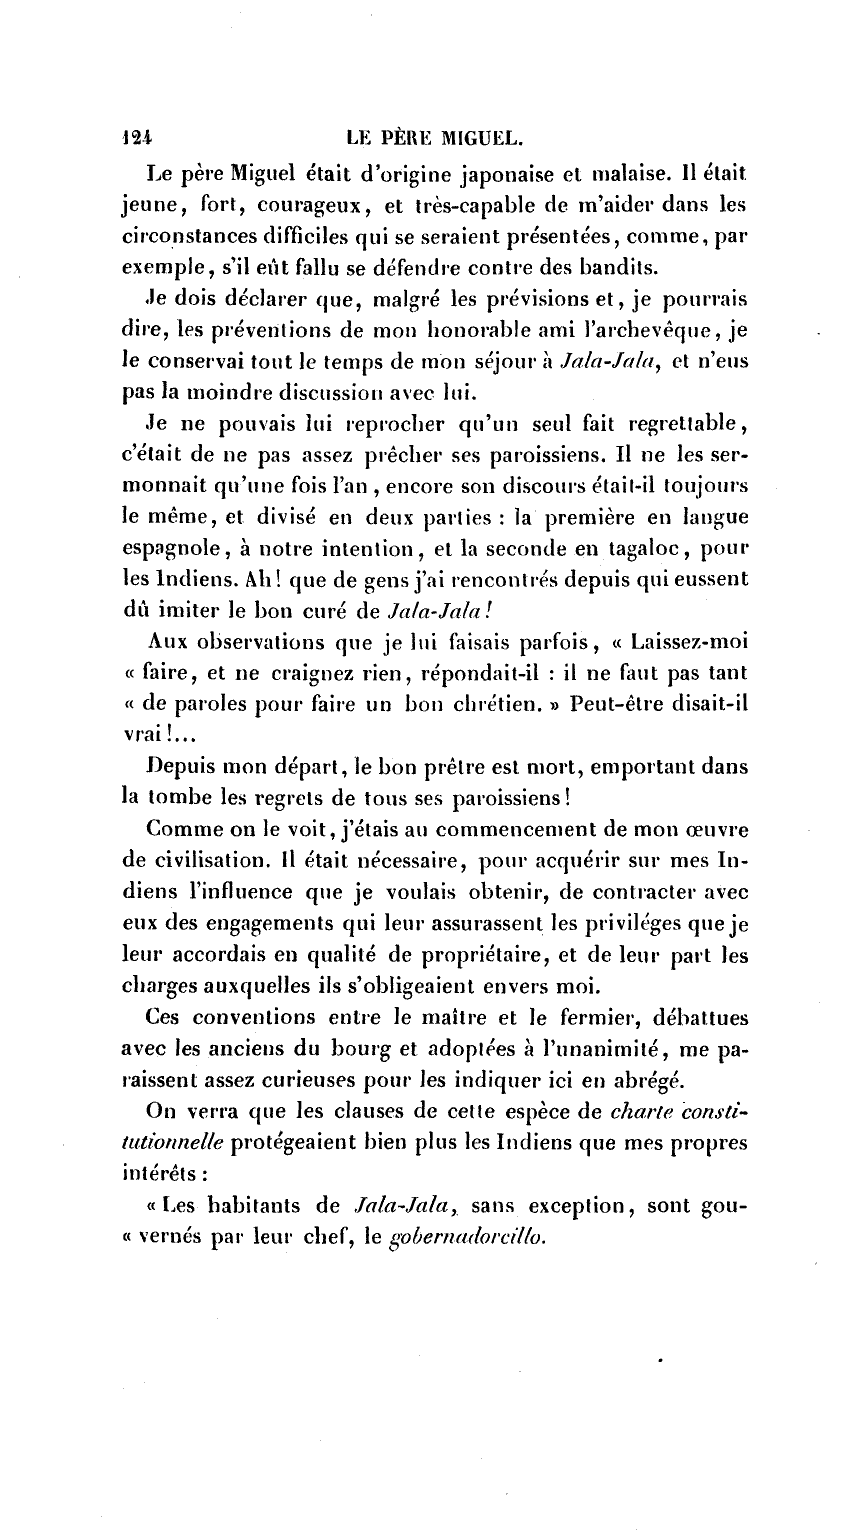 124 LE PÈRE MIGUEL.
Le père Miguel était d'origine japonaise et malaise. Il était
jeune, fort, courageux, et très-capable de m'aider dans les
circonstances difficiles qui se seraient présentées, comme, par
exemple, s'il eût fallu se défendre contre des bandits.
Je dois déclarer que, malgré les prévisions et, je pourrais
dire, les préventions de mon honorable ami l'archevêque, je
le conservai tout le temps de mon séjour à Jala-Jala, et n'eus
pas la moindre discussion avec lui.
Je ne pouvais lui reprocher qu'un seul fait regrettable,
c'était de ne pas assez prêcher ses paroissiens. Il ne les ser-
monnait qu'une fois l'an, encore son discours était-il toujours
le même, et divisé en deux parties : la première en langue
espagnole, à notre intention, et la seconde en tagaloc, pour
les Indiens. Ah! que de gens j'ai rencontrés depuis qui eussent
dû imiter le bon curé de Jala-Jala!
Aux observations que je lui faisais parfois, « Laissez-moi
« faire, et ne craignez rien, répondait-il : il ne faut pas tant
« de paroles pour faire un bon chrétien. » Peut-être disait-il
vrai!...
Depuis mon départ, le bon prêtre est mort, emportant dans
la tombe les regrets de tous ses paroissiens!
Comme on le voit, j'étais au commencement de mon œuvre
de civilisation. Il était nécessaire, pour acquérir sur mes In-
diens l'influence que je voulais obtenir, de contracter avec
eux des engagements qui leur assurassent les priviléges que je
leur accordais en qualité de propriétaire, et de leur part les
charges auxquelles ils s'obligeaient envers moi.
Ces conventions entre le maître et le fermier, débattues
avec les anciens du bourg et adoptées à l'unanimité, me pa-
raissent assez curieuses pour les indiquer ici en abrégé.
On verra que les clauses de cette espèce de charte consti-
tutionnelle protégeaient bien plus les Indiens que mes propres
intérêts :
« Les habitants de Jala-Jala, sans exception, sont gou-
« vernés par leur chef, le gobernadorcillo.